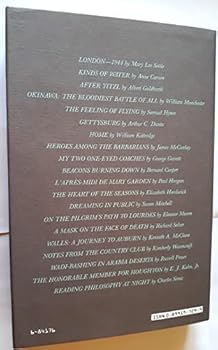 LONDON—1944 by Mary Lee Settle
KINDS OF WATER by Anne Carson
AFTER YITZL by Albert Goldbarth
OKINAWA: THE BLOODIEST BATTLE OF ALL by William Manchester
THE FEELING OF FLYING by Samuel Hynes
GETTYSBURG by Arthur C. Danto
HOME by William Kittredge
HEROES AMONG THE BARBARIANS by James McConkey
MY TWO ONE-EYED COACHES by George Garrett
BEACONS BURNING DOWN by Bernard Cooper
L'APRÈS-MIDI DE MARY GARDEN by Paul Horgan
THE HEART OF THE SEASONS by Elizabeth Hardwick
DREAMING IN PUBLIC by Susan Mitchell
ON THE PILGRIM'S PATH TO LOURDES by Eleanor Munro
A MASK ON THE FACE OF DEATH by Richard Selzer
WALLS: A JOURNEY TO AUBURN by Kenneth A. McClane
NOTES FROM THE COUNTRY CLUB by Kimberly Wozencraft
WADI-BASHING IN ARABIA DESERTA by Russell Fraser
THE HONORABLE MEMBER FOR HOUGHTON by E. J. Kahn, Jr.
READING PHILOSOPHY AT NIGHT by Charles Simic